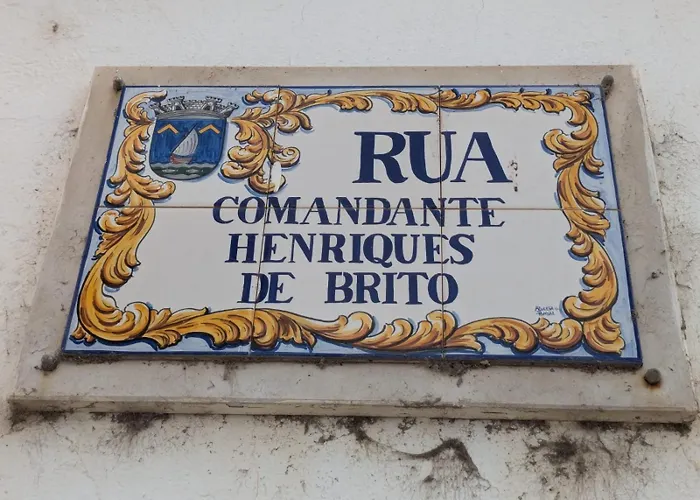 RUA
COMANDANTE
HENRIQUES
DE BRITO